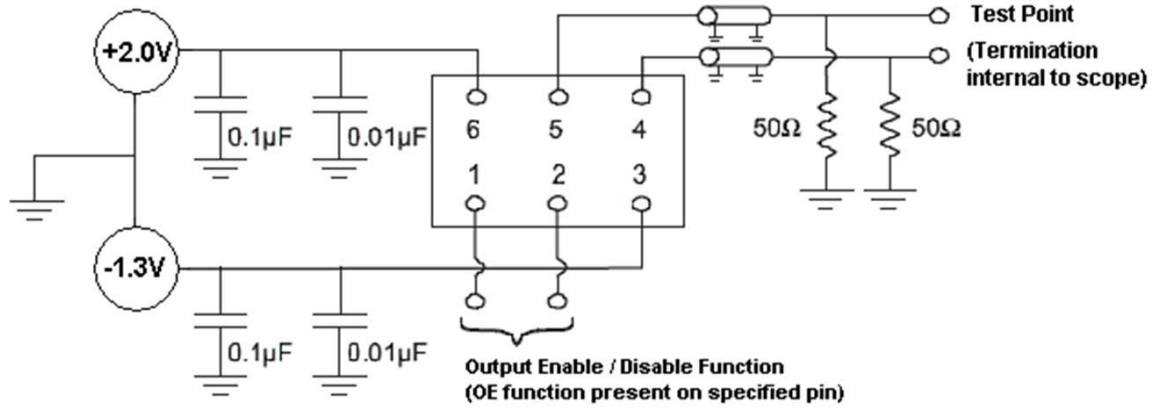 +2.0V
Test Point
(Termination
internal to scope)
0.1µF
0.01µF
6
5
4
50Ω
50Ω
1
2
3
-1.3V
0.1µF
0.01µF
Output Enable / Disable Function
(OE function present on specified pin)